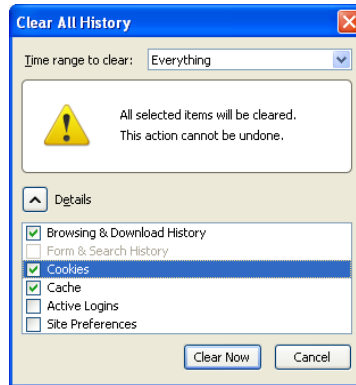 Clear All History
Time range to clear: Everything
All selected items will be cleared.
This action cannot be undone.
Details
Browsing & Download History
Form & Search History
Cookies
Cache
Active Logins
Site Preferences
Clear Now Cancel